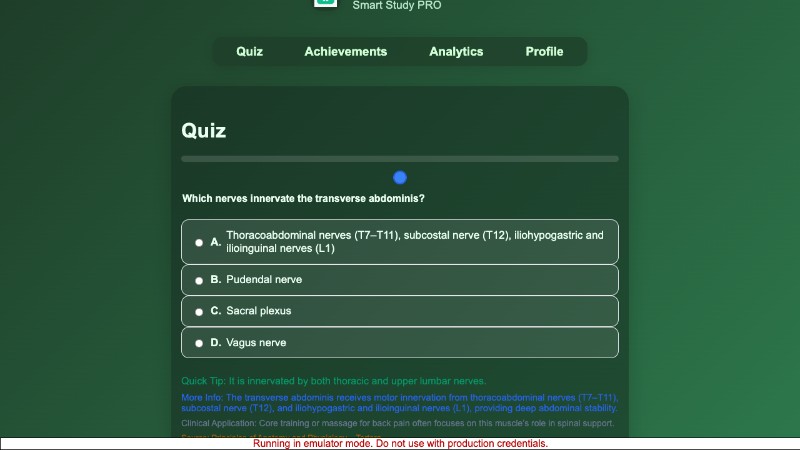 Smart Study PRO
Quiz Achievements Analytics Profile
Quiz
Which nerves innervate the transverse abdominis?
A. Thoracoabdominal nerves (T7–T11), subcostal nerve (T12), iliohypogastric and
ilioinguinal nerves (L1)
B. Pudendal nerve
C. Sacral plexus
D. Vagus nerve
Quick Tip: It is innervated by both thoracic and upper lumbar nerves.
More Info: The transverse abdominis receives motor innervation from thoracoabdominal nerves (T7–T11),
subcostal nerve (T12), and iliohypogastric and ilioinguinal nerves (L1), providing deep abdominal stability.
Clinical Application: Core training or massage for back pain often focuses on this muscle's role in spinal support.
Running in emulator mode. Do not use with production credentials.